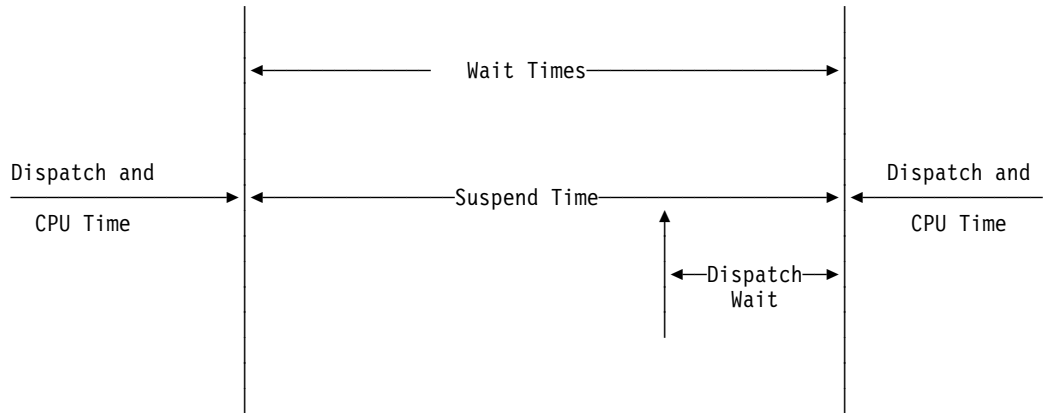 Wait Times
Dispatch and
CPU Time
Suspend Time
Dispatch and
CPU Time
Dispatch
Wait